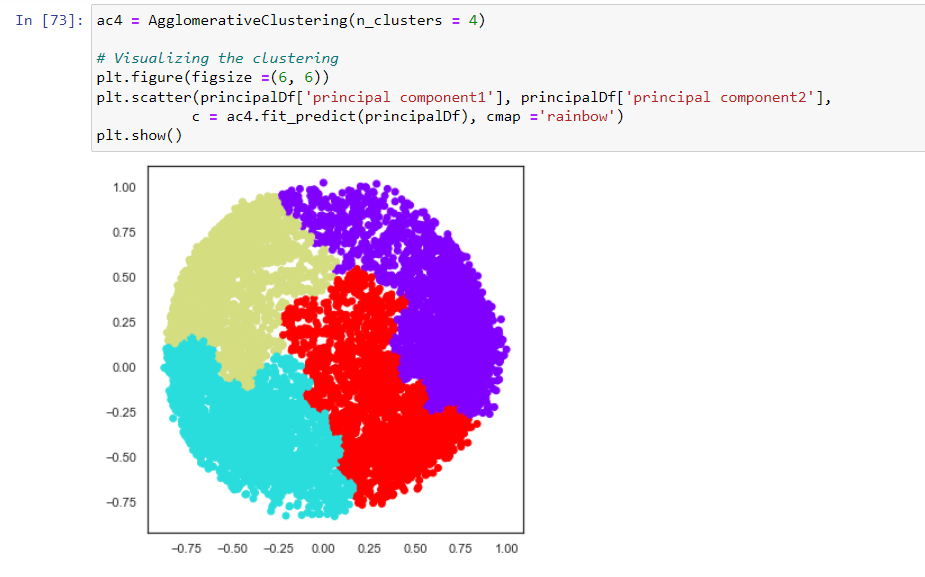 In [73]: ac4 = AgglomerativeClustering(n_clusters = 4)
# Visualizing the clustering
plt.figure(figsize =(6, 6))
plt.scatter(principalDf['principal component1'], principalDf['principal component2'],
c = ac4.fit_predict(principalDf), cmap ='rainbow')
plt.show()
1.00
0.75
0.50
0.25
0.00
−0.25
−0.50
−0.75
−0.75 −0.50 −0.25 0.00 0.25 0.50 0.75 1.00